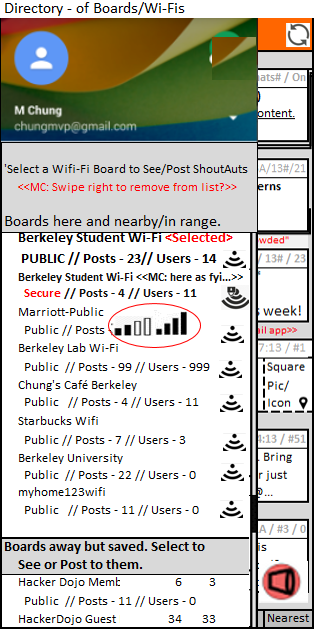 Directory - of Boards/Wi-Fis
M Chung
chungmvp@gmail.com
'Select a Wifi-Fi Board to See/Post ShoutAuts
<<MC: Swipe right to remove from list?>>
Boards here and nearby/in range.
Berkeley Student Wi-Fi <Selected>
PUBLIC // Posts - 23// Users - 14
Berkeley Student Wi-Fi <<MC: here as fyi...>>
Secure // Posts - 4 // Users - 11
Marriott-Public
Public // Posts
Berkeley Lab Wi-Fi
Public // Posts - 99 // Users - 999
Chung's Café Berkeley
Public // Posts - 4 // Users - 11
Starbucks Wifi
Public // Posts - 7 // Users - 3
Berkeley University
Public // Posts - 22 // Users - 0
myhome123wifi
Public // Posts - 11 // Users - 0
Boards away but saved. Select to
See or Post to them.
Hacker Dojo Memb 6 3
Public // Posts - 11 // Users - 0
HackerDojo Guest 34 33
hats# / On
)
ontent.
A/13#/21
erns
wded"
13# / 23
s week!
ail app>>
7:13 / #1
Square
Pic/
Icon
4:13 / #51
Bring
r just
@...
A / #3 / 0
is
Nearest